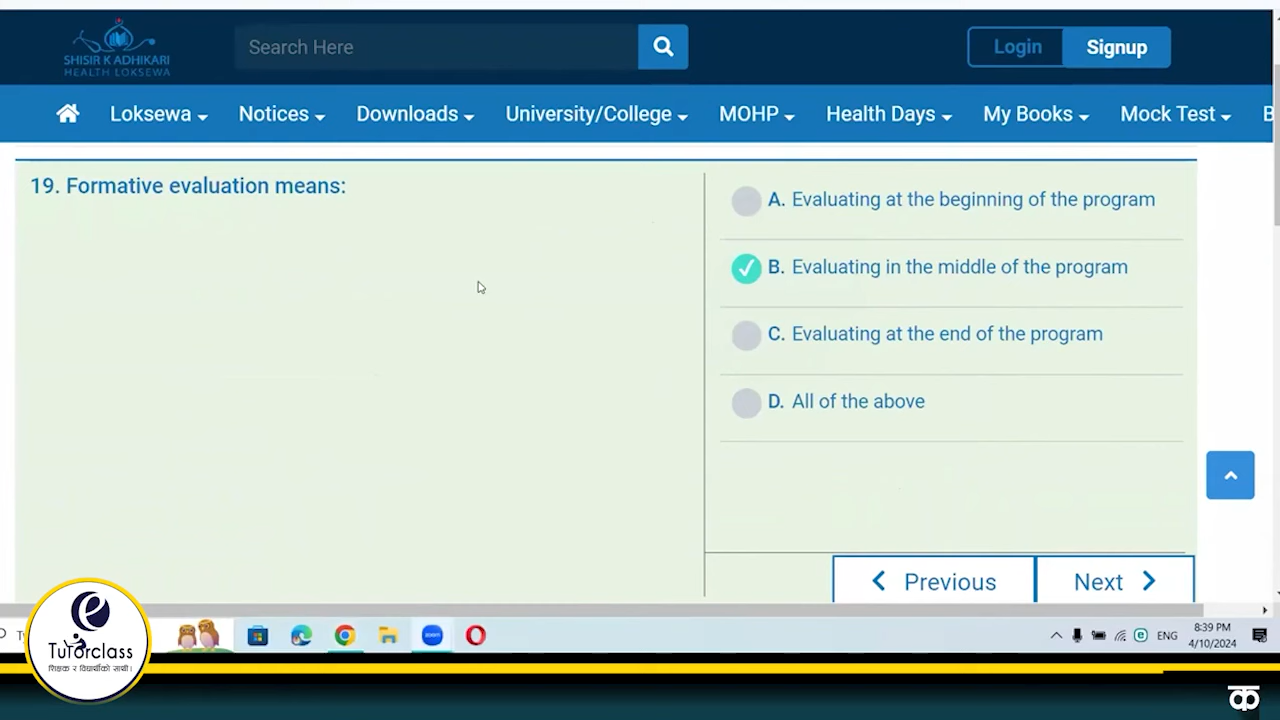 SHISIR K ADHIKARI
HEALTH LOKSEWA
Search Here
Login
Signup
Loksewa
Notices
Downloads
University/College
MOHP
Health Days
My Books
Mock Test
B
19. Formative evaluation means:
A. Evaluating at the beginning of the program
B. Evaluating in the middle of the program
C. Evaluating at the end of the program
D. All of the above
Previous
Next
Tutorclass
शिक्षक र विद्यार्थीको साथी।
zoom
ENG
8:39 PM
4/10/2024
क